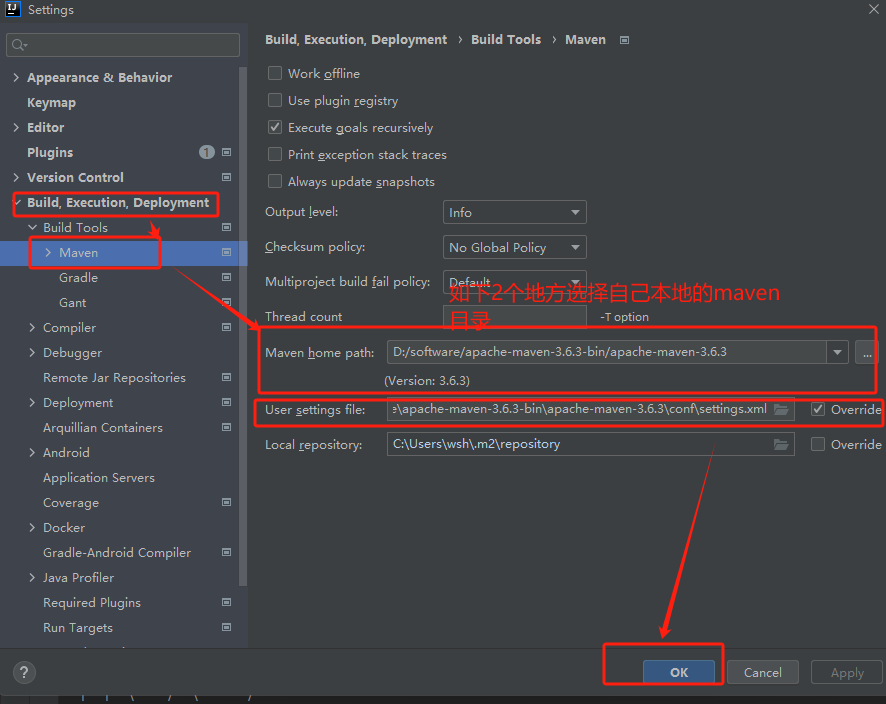 Settings
Appearance & Behavior
Keymap
Editor
Plugins 1
Version Control
Build, Execution, Deployment
Build Tools
Maven
Gradle
Gant
Compiler
Debugger
Remote Jar Repositories
Deployment
Arquillian Containers
Android
Application Servers
Coverage
Docker
Gradle-Android Compiler
Java Profiler
Required Plugins
Run Targets
Build, Execution, Deployment › Build Tools › Maven
Work offline
Use plugin registry
Execute goals recursively
Print exception stack traces
Always update snapshots
Output level: Info
Checksum policy: No Global Policy
Multiproject build fail policy: Default
如下2个地方选择自己本地的maven
目录
Thread count -T option
Maven home path: D:/software/apache-maven-3.6.3-bin/apache-maven-3.6.3 ...
(Version: 3.6.3)
User settings file: e\apache-maven-3.6.3-bin\apache-maven-3.6.3\conf\settings.xml Override
Local repository: C:\Users\wsh\.m2\repository Override
? OK Cancel Apply